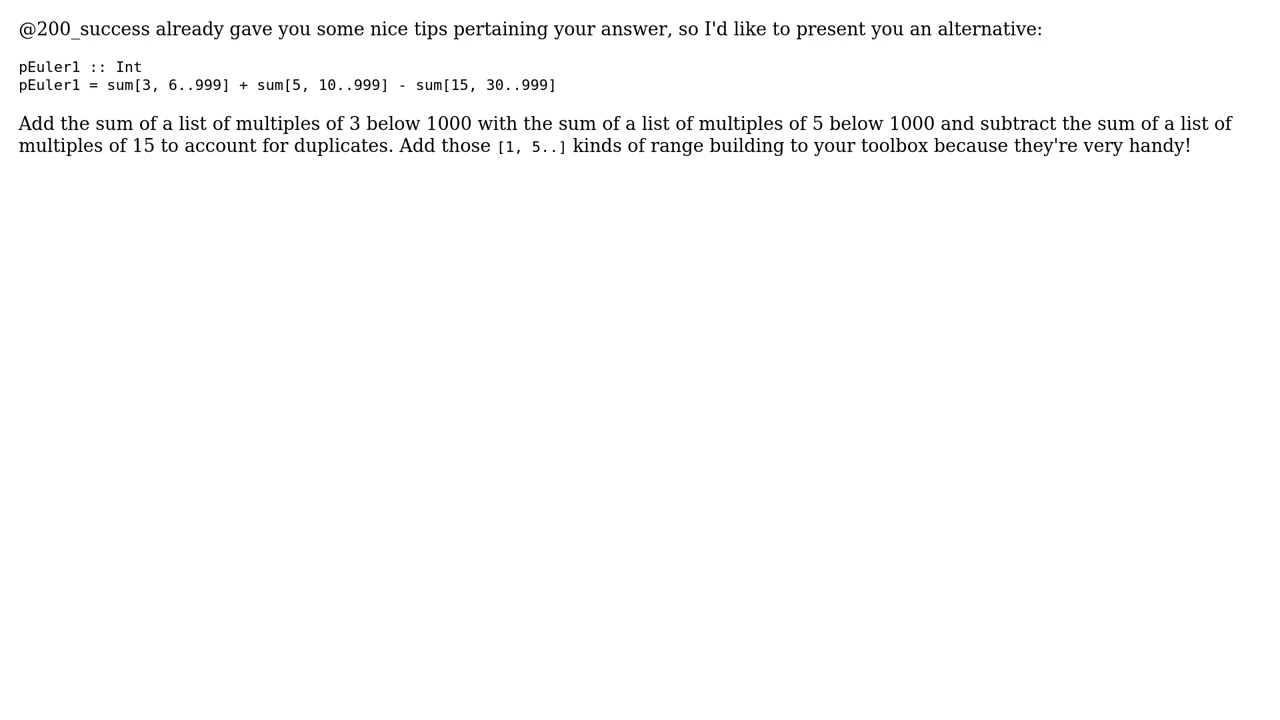 @200_success already gave you some nice tips pertaining your answer, so I'd like to present you an alternative:
pEuler1 :: Int
pEuler1 = sum[3, 6..999] + sum[5, 10..999] - sum[15, 30..999]
Add the sum of a list of multiples of 3 below 1000 with the sum of a list of multiples of 5 below 1000 and subtract the sum of a list of
multiples of 15 to account for duplicates. Add those [1, 5..] kinds of range building to your toolbox because they're very handy!